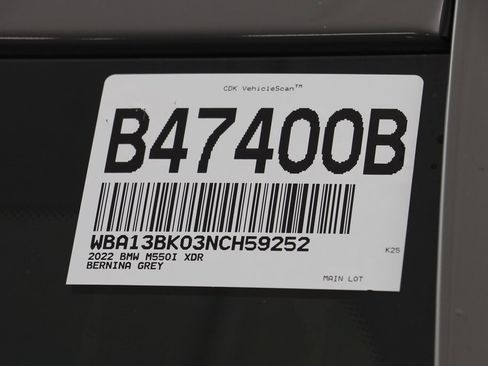 CDK VehicleScan™
B47400B
WBA13BK03NCH59252
2022 BMW M550I XDR
BERNINA GREY
K25
MAIN LOT